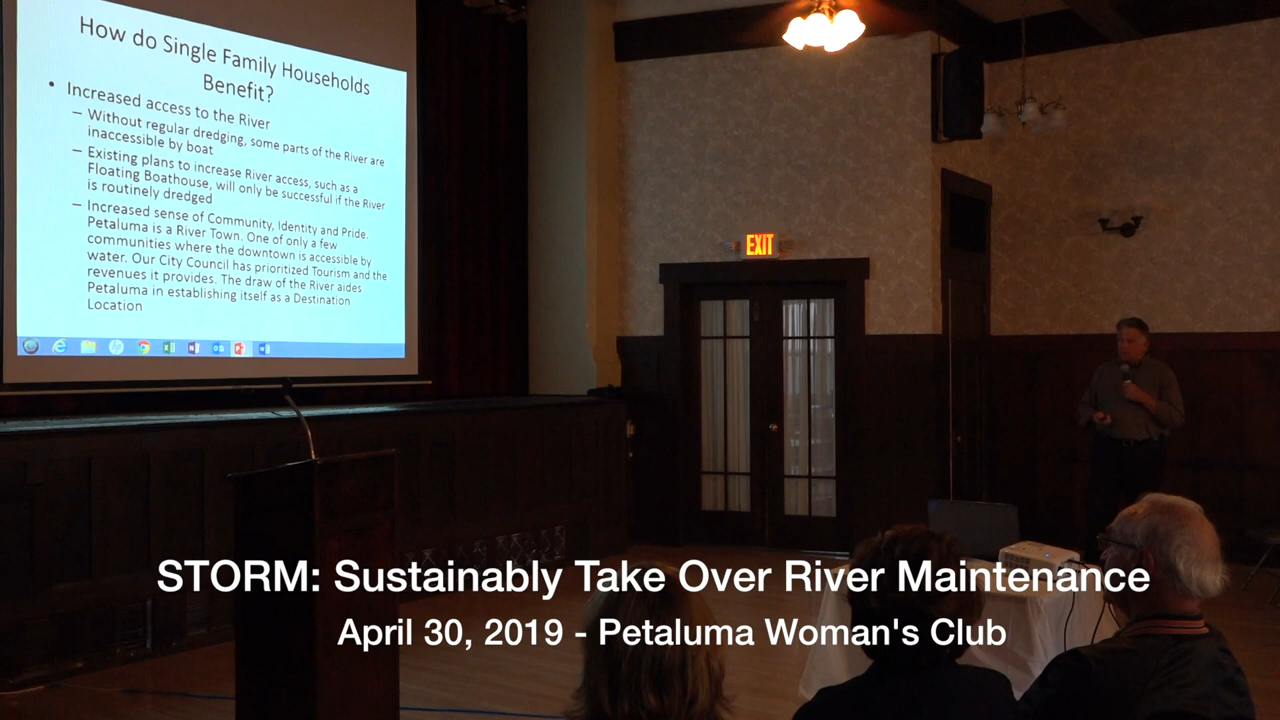 How do Single Family Households
Benefit?
• Increased access to the River
– Without regular dredging, some parts of the River are
inaccessible by boat
– Existing plans to increase River access, such as a
Floating Boathouse, will only be successful if the River
is routinely dredged
– Increased sense of Community, Identity and Pride.
Petaluma is a River Town. One of only a few
communities where the downtown is accessible by
water. Our City Council has prioritized Tourism and the
revenues it provides. The draw of the River aides
Petaluma in establishing itself as a Destination
Location
EXIT
STORM: Sustainably Take Over River Maintenance
April 30, 2019 - Petaluma Woman's Club